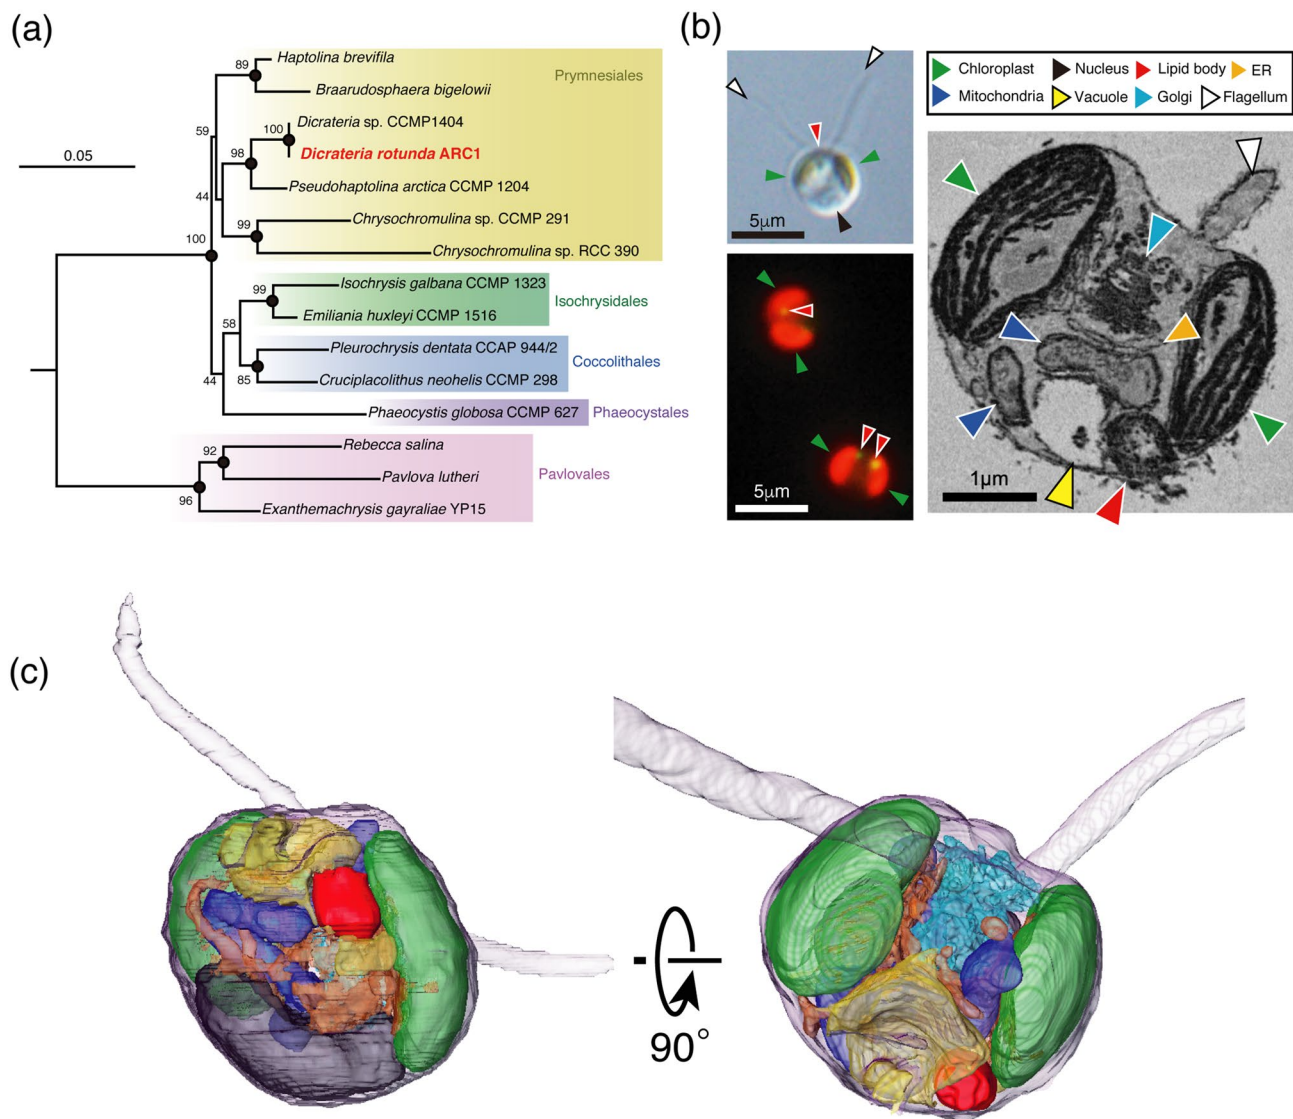 (a)
0.05
89
Haptolina brevifila
Prymnesiales
Braarudosphaera bigelowii
59
Dicrateria sp. CCMP1404
100
Dicrateria rotunda ARC1
98
Pseudohaptolina arctica CCMP 1204
44
Chrysochromulina sp. CCMP 291
99
Chrysochromulina sp. RCC 390
100
Isochrysis galbana CCMP 1323
99
Isochrysidales
Emiliania huxleyi CCMP 1516
58
Pleurochrysis dentata CCAP 944/2
Coccolithales
85
Cruciplacolithus neohelis CCMP 298
44
Phaeocystis globosa CCMP 627
Phaeocystales
Rebecca salina
92
Pavlova lutheri
Pavlovales
96
Exanthemachrysis gayraliae YP15
(b)
5μm
5μm
Chloroplast Nucleus Lipid body ER
Mitochondria Vacuole Golgi Flagellum
1μm
(c)
90°